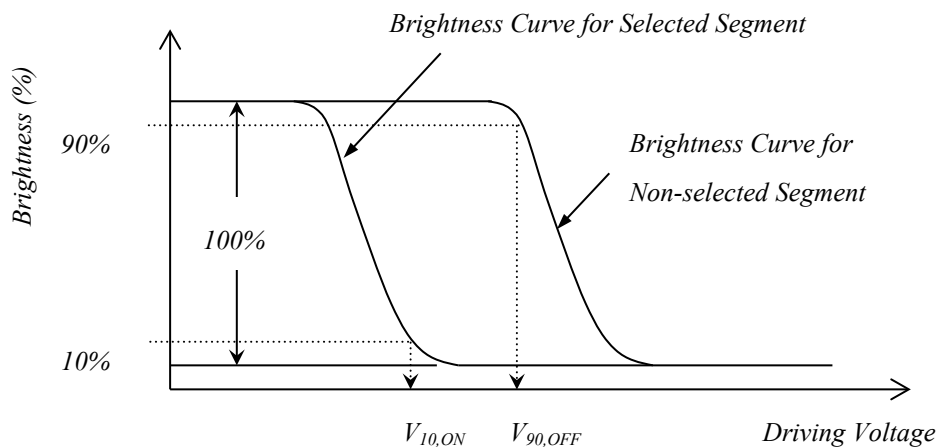 Brightness Curve for Selected Segment
Brightness (%)
90%
Brightness Curve for
Non-selected Segment
100%
10%
V10,ON
V90,OFF
Driving Voltage